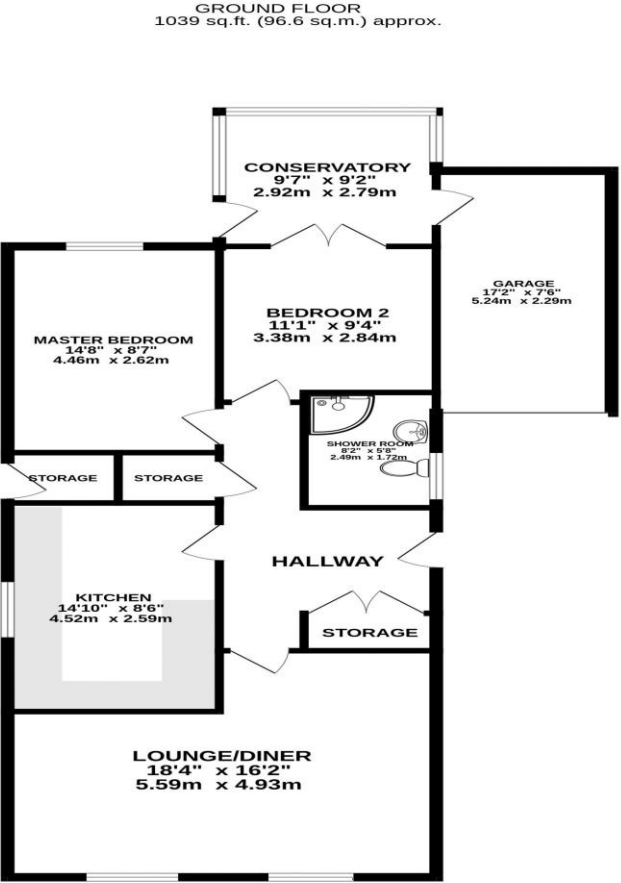 GROUND FLOOR
1039 sq.ft. (96.6 sq.m.) approx.
CONSERVATORY
9'7" x 9'2"
2.92m x 2.79m
GARAGE
17'2" x 7'6"
5.24m x 2.29m
BEDROOM 2
11'1" x 9'4"
3.38m x 2.84m
MASTER BEDROOM
14'8" x 8'7"
4.46m x 2.62m
SHOWER ROOM
8'2" x 5'8"
2.49m x 1.72m
STORAGE
STORAGE
HALLWAY
KITCHEN
14'10" x 8'6"
4.52m x 2.59m
STORAGE
LOUNGE/DINER
18'4" x 16'2"
5.59m x 4.93m